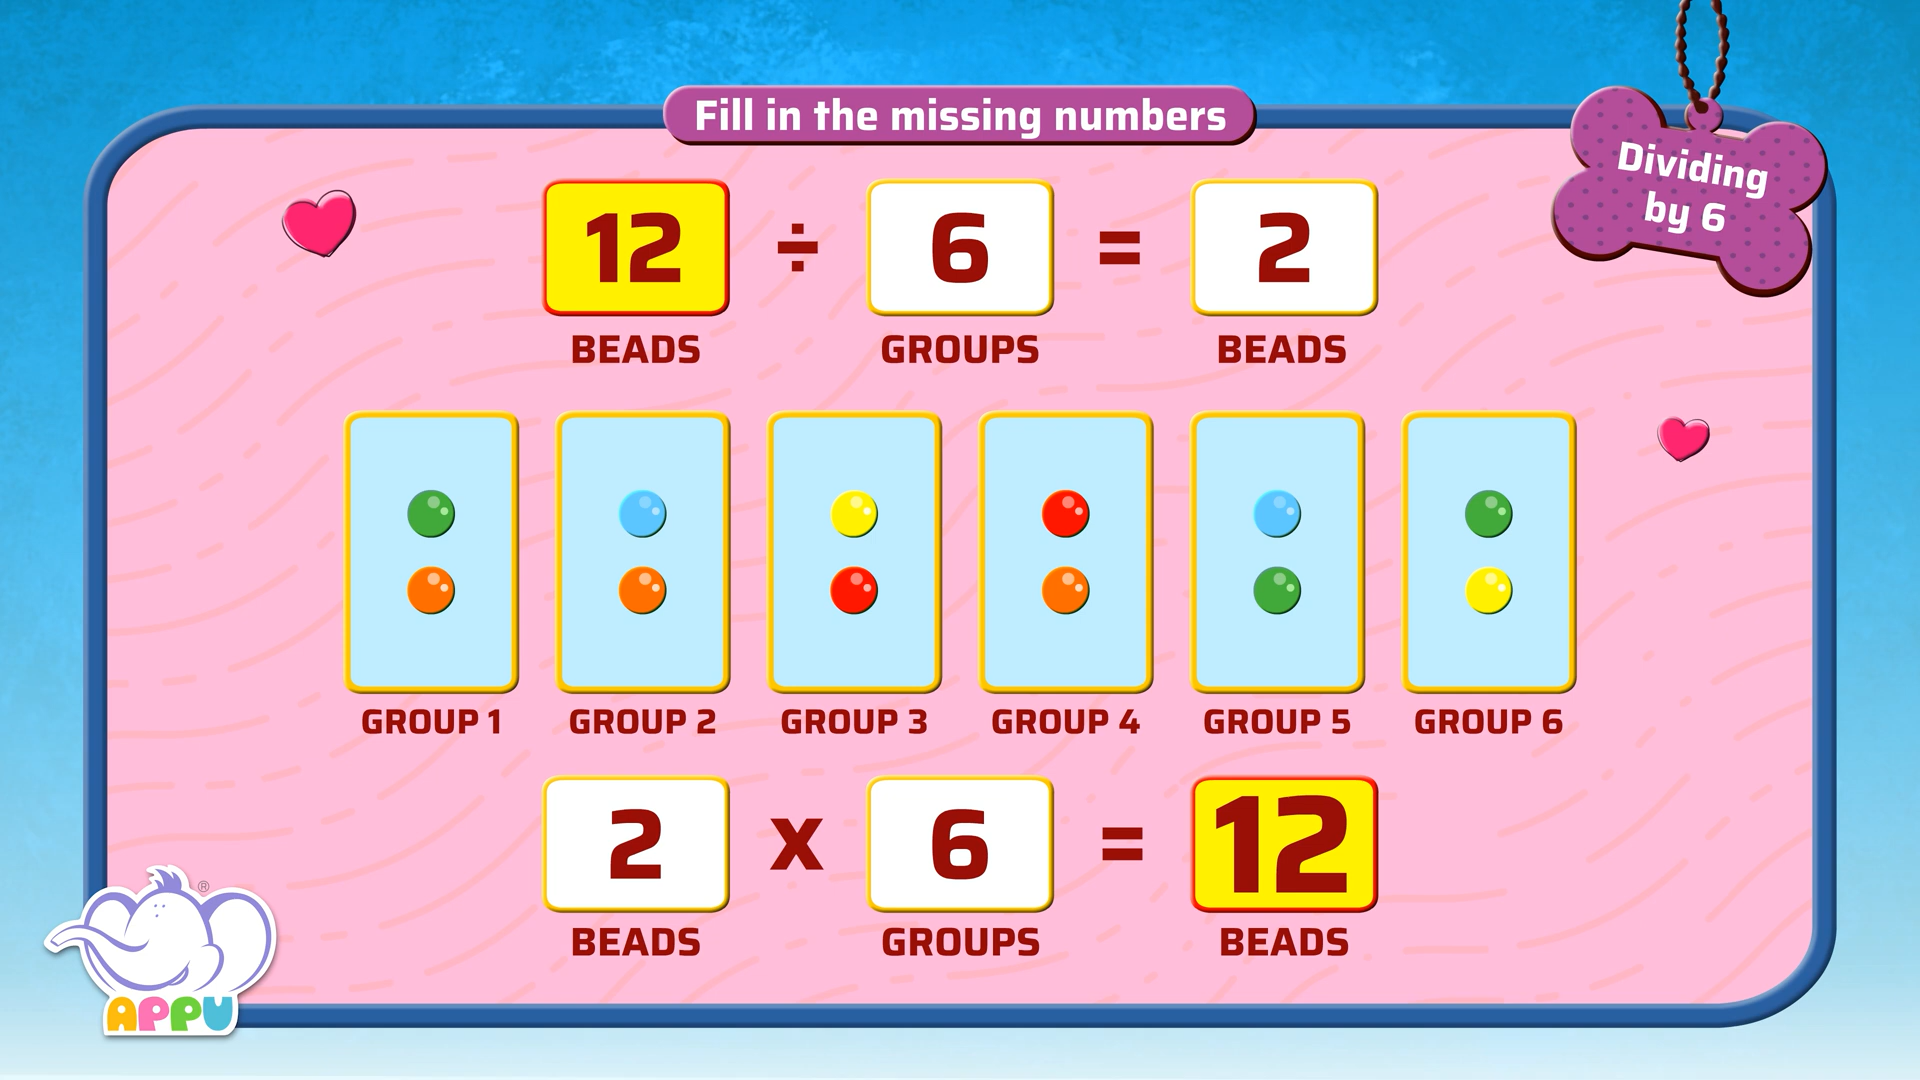 Fill in the missing numbers
Dividing
by 6
12 ÷ 6 = 2
BEADS GROUPS BEADS
GROUP 1 GROUP 2 GROUP 3 GROUP 4 GROUP 5 GROUP 6
2 x 6 = 12
BEADS GROUPS BEADS
®
APPU